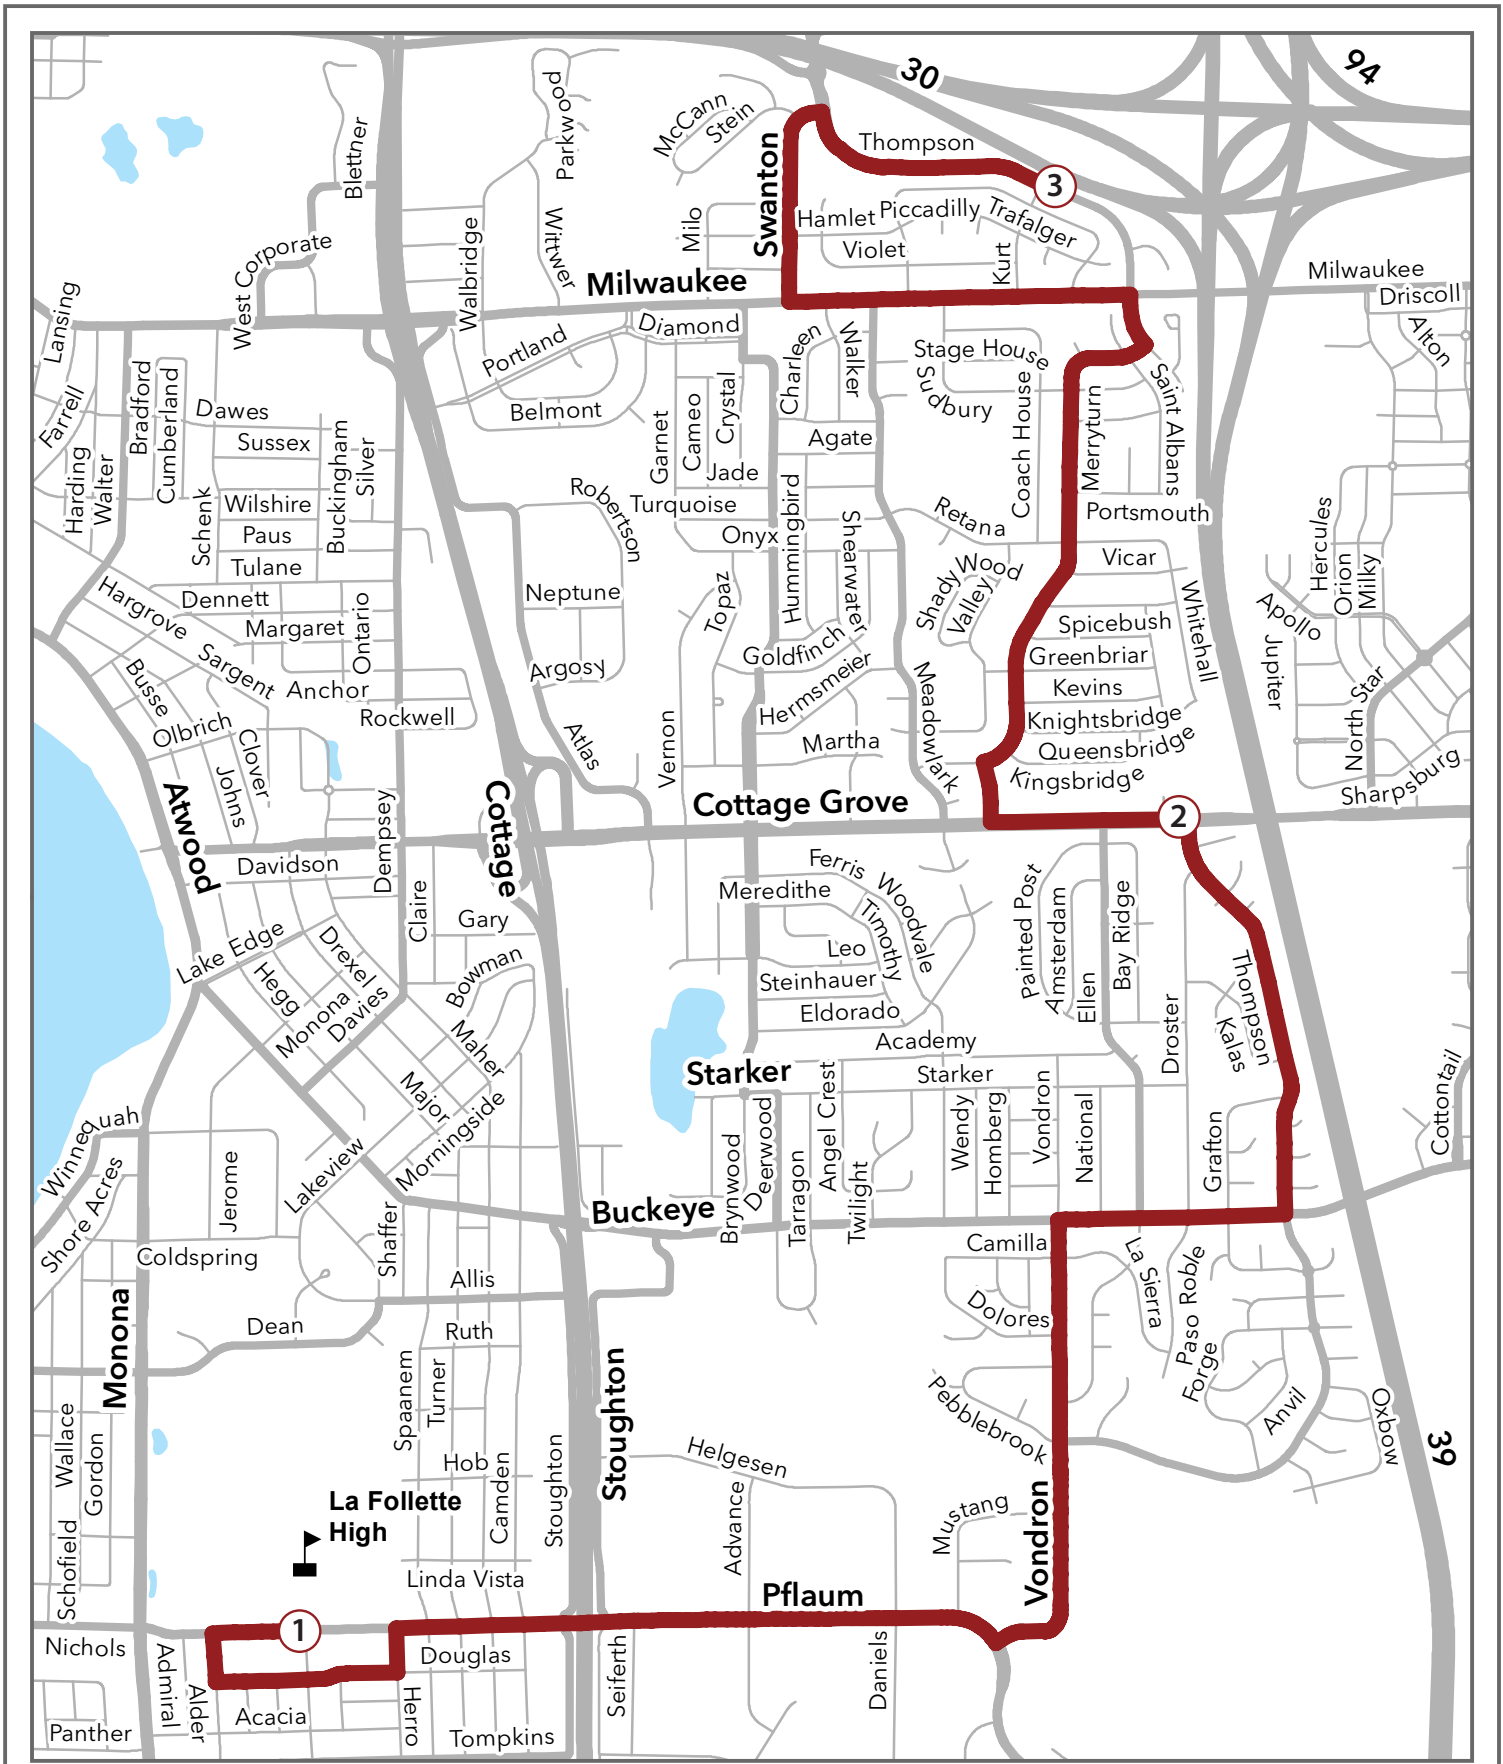 30
94
Parkwood
McCann
Stein
Blettner
Thompson
3
Swanton
Hamlet
Piccadilly
Trafalger
Milo
Violet
Kurt
Wittwer
Walbridge
West Corporate
Milwaukee
Milwaukee
Driscoll
Lansing
Diamond
Portland
Charleen
Walker
Stage House
Alton
Saint Albans
Bradford
Cumberland
Farrell
Dawes
Belmont
Sudbury
Sussex
Garnet
Cameo
Crystal
Agate
Coach House
Merryturn
Buckingham
Silver
Harding
Walter
Jade
Schenk
Wilshire
Robertson
Turquoise
Hummingbird
Retana
Portsmouth
Paus
Onyx
Shearwater
Hercules
Orion
Milky
Tulane
Vicar
Shady Wood
Valley
Neptune
Topaz
Whitehall
Hargrove
Dennett
Margaret
Ontario
Apollo
Spicebush
Goldfinch
Greenbriar
Jupiter
Busse
Sargent
Anchor
Argosy
Hermsmeier
Meadowlark
Kevins
North Star
Rockwell
Knightsbridge
Olbrich
Clover
Johns
Atlas
Vernon
Martha
Queensbridge
Kingsbridge
Sharpsburg
Atwood
Dempsey
Cottage
Cottage Grove
2
Davidson
Ferris
Meredithe
Woodvale
Timothy
Painted Post
Amsterdam
Ellen
Bay Ridge
Claire
Gary
Leo
Lake Edge
Drexel
Bowman
Hegg
Monona
Davies
Steinhauer
Eldorado
Thompson
Droster
Kalas
Maher
Academy
Starker
Starker
Major
Morningside
Winnequah
Lakeview
Brynwood
Deerwood
Tarragon
Angel Crest
Twilight
Wendy
Homberg
Vondron
National
Grafton
Cottontail
Shore Acres
Jerome
Buckeye
Coldspring
Shaffer
Camilla
La Sierra
Paso Roble
Allis
Dolores
Monona
Dean
Ruth
Forge
Spaanem
Turner
Stoughton
Pebblebrook
Anvil
Oxbow
39
Wallace
Gordon
Schofield
Hob
Camden
Stoughton
Helgesen
Advance
Mustang
Vondron
La Follette
High
Linda Vista
Pflaum
1
Nichols
Douglas
Admiral
Alder
Acacia
Herro
Seiferth
Daniels
Panther
Tompkins